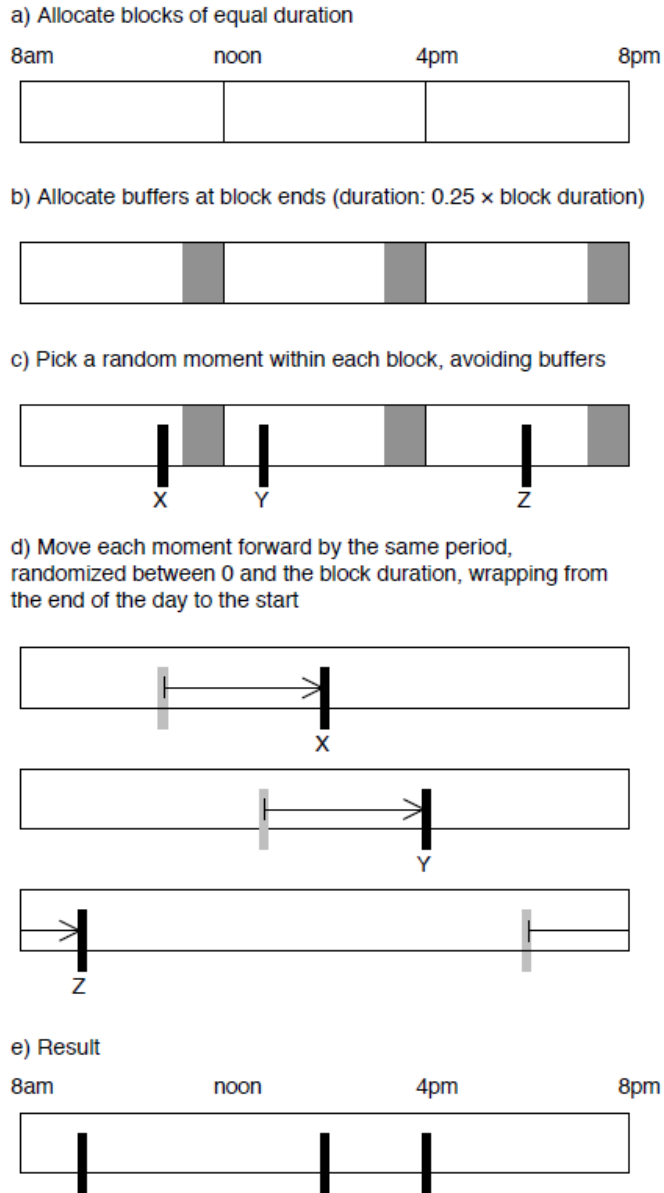 a) Allocate blocks of equal duration
8am noon 4pm 8pm
b) Allocate buffers at block ends (duration: 0.25 × block duration)
c) Pick a random moment within each block, avoiding buffers
X Y Z
d) Move each moment forward by the same period,
randomized between 0 and the block duration, wrapping from
the end of the day to the start
X
Y
Z
e) Result
8am noon 4pm 8pm